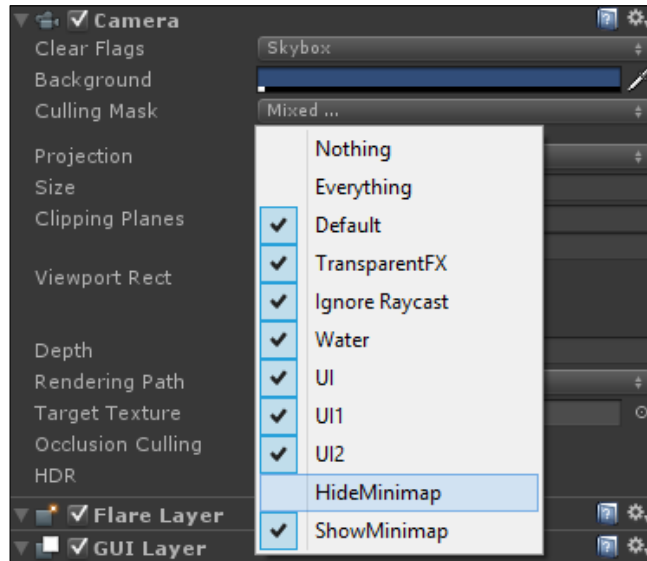 Camera
Clear Flags
Skybox
Background
Culling Mask
Mixed ...
Nothing
Projection
Everything
Size
Default
Clipping Planes
TransparentFX
Viewport Rect
Ignore Raycast
Water
Depth
UI
Rendering Path
UI1
Target Texture
UI2
Occlusion Culling
HideMinimap
HDR
ShowMinimap
Flare Layer
GUI Layer